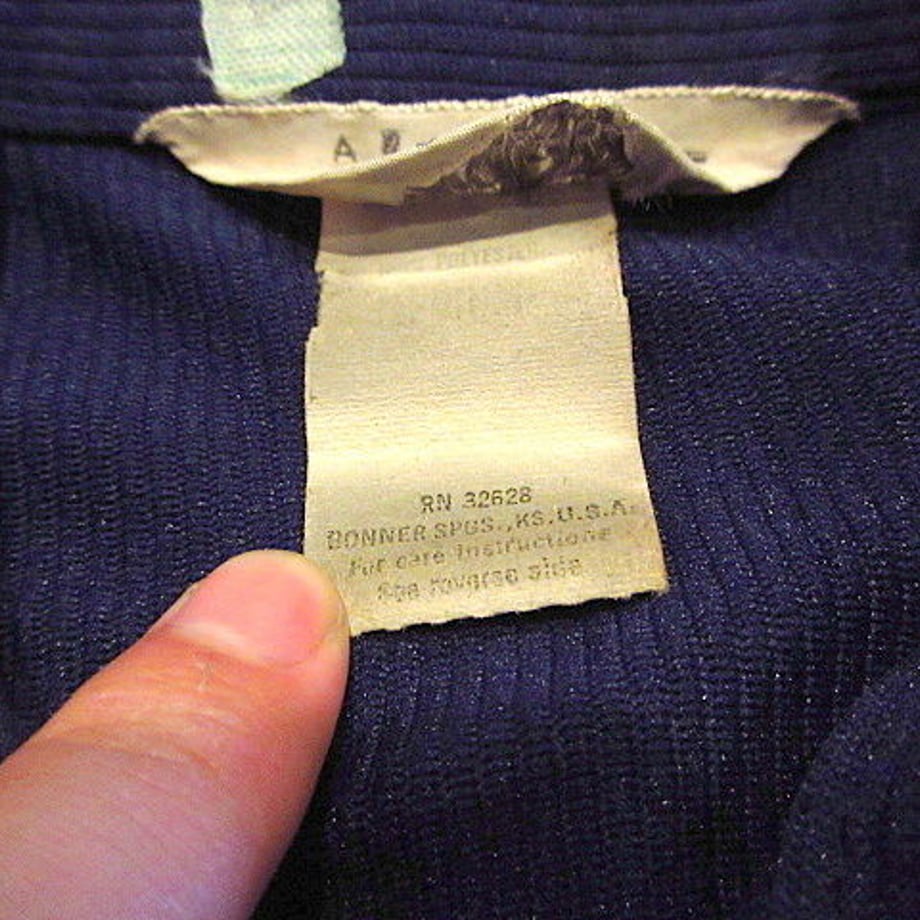 POLYESTER
RN 32628
BONNER SPGS., KS. U.S.A.
For care instructions
See reverse side